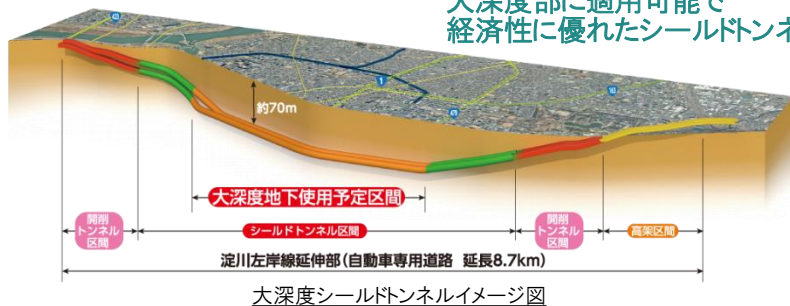 大深度部に適用可能で
経済性に優れたシールドトンネ
423
1
163
479
約70m
大深度地下使用予定区間
開削
トンネル
区間
シールドトンネル区間
開削
トンネル
区間
高架区間
淀川左岸線延伸部(自動車専用道路 延長8.7km)
大深度シールドトンネルイメージ図